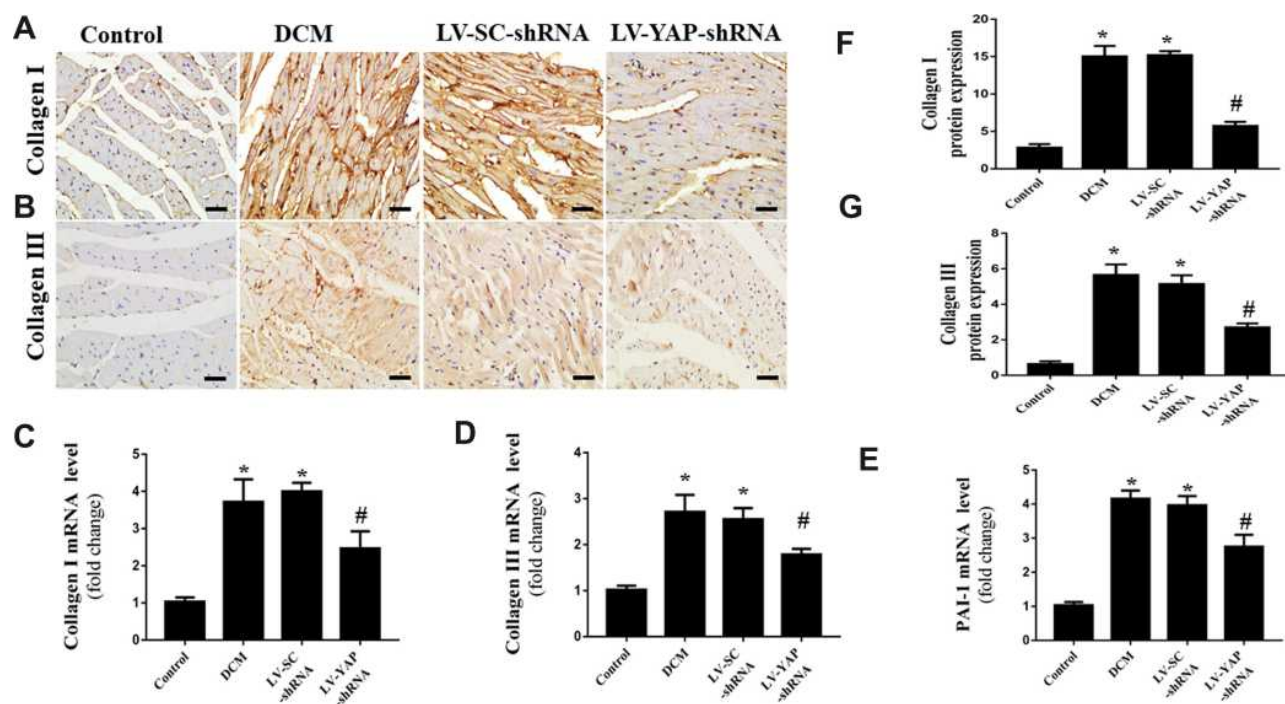 A
Control
DCM
LV-SC-shRNA
LV-YAP-shRNA
Collagen I
B
Collagen III
F
Collagen I
protein expression
20
15
10
5
0
*
*
#
Control
DCM
LV-SC
-shRNA
LV-YAP
-shRNA
G
Collagen III
protein expression
8
6
4
2
0
*
*
#
Control
DCM
LV-SC
-shRNA
LV-YAP
-shRNA
C
Collagen I mRNA level
(fold change)
5
4
3
2
1
0
*
*
#
Control
DCM
LV-SC
-shRNA
LV-YAP
-shRNA
D
Collagen III mRNA level
(fold change)
4
3
2
1
0
*
*
#
Control
DCM
LV-SC
-shRNA
LV-YAP
-shRNA
E
PAI-1 mRNA level
(fold change)
5
4
3
2
1
0
*
*
#
Control
DCM
LV-SC
-shRNA
LV-YAP
-shRNA